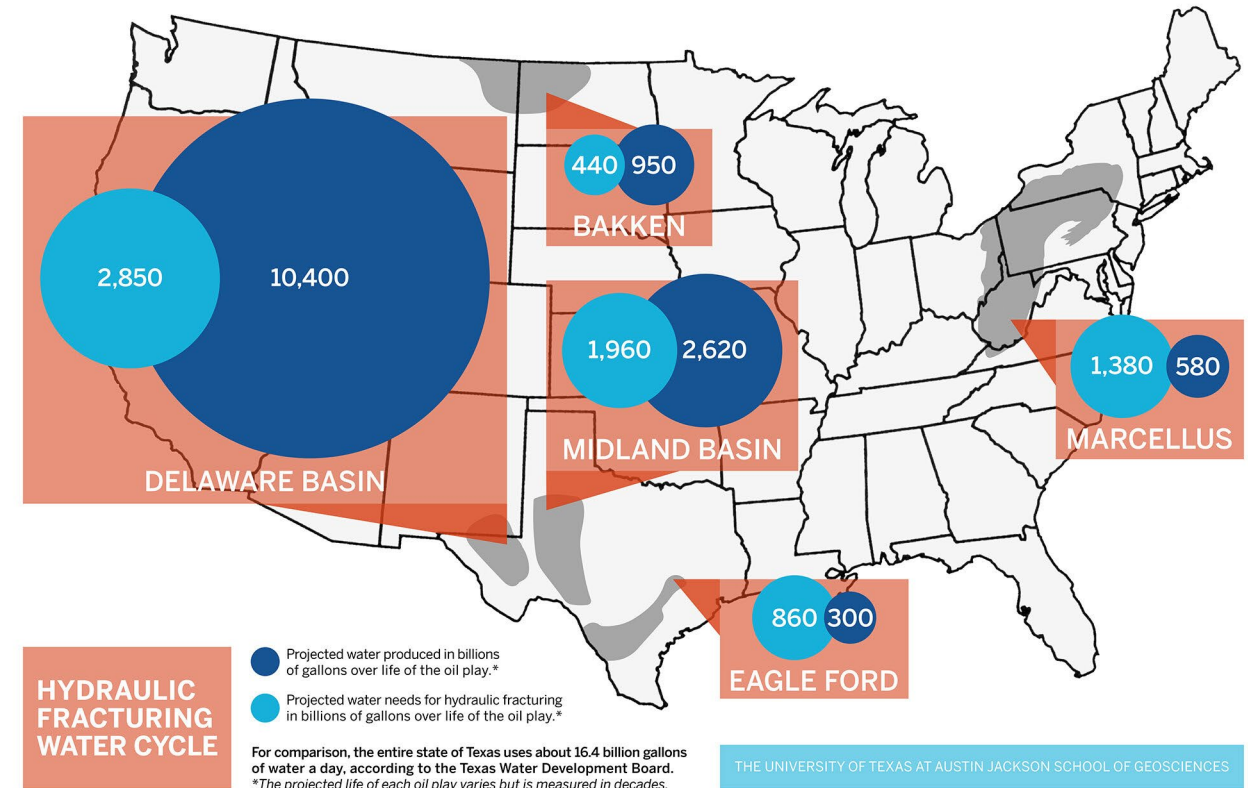 440 950
BAKKEN
2,850 10,400
DELAWARE BASIN
1,960 2,620
MIDLAND BASIN
1,380 580
MARCELLUS
860 300
EAGLE FORD
HYDRAULIC
FRACTURING
WATER CYCLE
Projected water produced in billions
of gallons over life of the oil play.*
Projected water needs for hydraulic fracturing
in billions of gallons over life of the oil play.*
For comparison, the entire state of Texas uses about 16.4 billion gallons
of water a day, according to the Texas Water Development Board.
*The projected life of each oil play varies but is measured in decades.
THE UNIVERSITY OF TEXAS AT AUSTIN JACKSON SCHOOL OF GEOSCIENCES